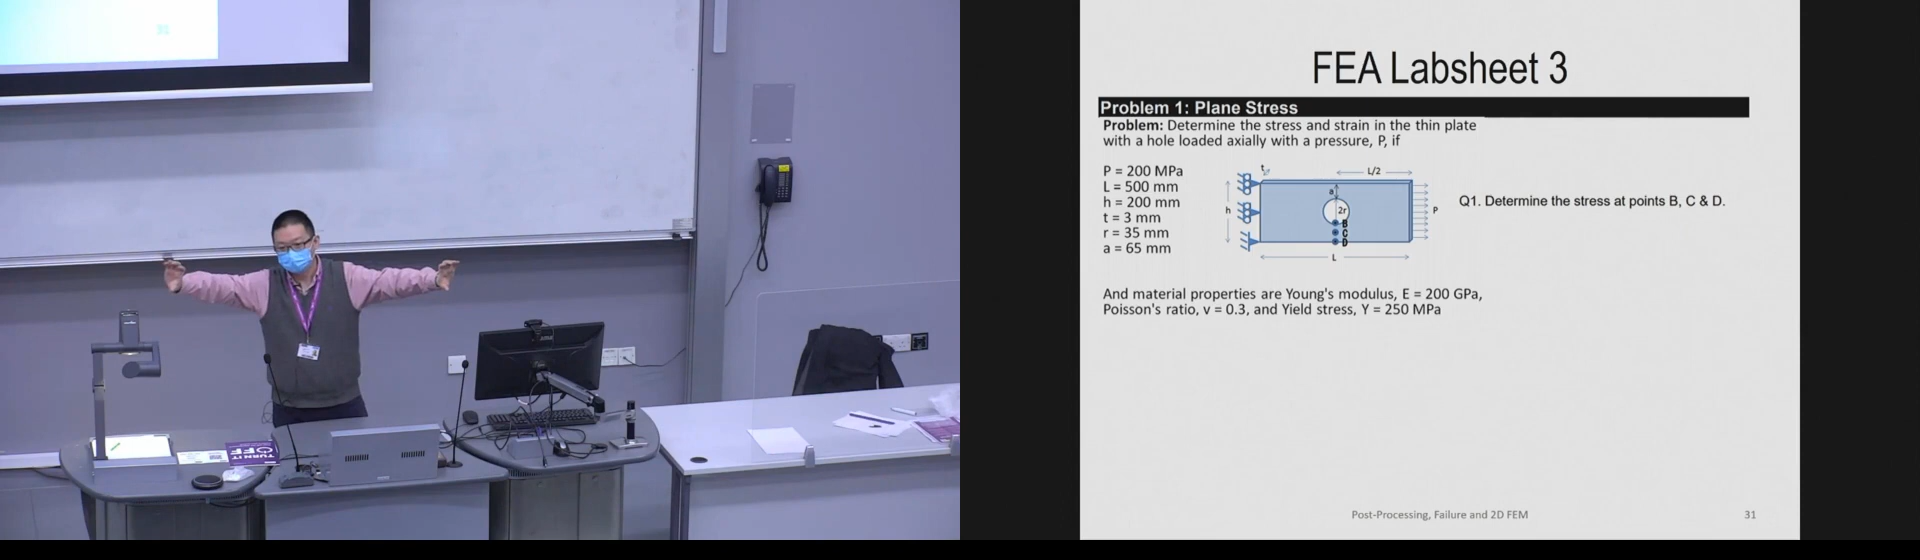 TURN IT
OFF
FEA Labsheet 3
Problem 1: Plane Stress
Problem: Determine the stress and strain in the thin plate
with a hole loaded axially with a pressure, P, if
P = 200 MPa
L = 500 mm
h = 200 mm
t = 3 mm
r = 35 mm
a = 65 mm
t
L/2
a
2r
h
P
B
C
D
L
Q1. Determine the stress at points B, C & D.
And material properties are Young's modulus, E = 200 GPa,
Poisson's ratio, v = 0.3, and Yield stress, Y = 250 MPa
Post-Processing, Failure and 2D FEM
31